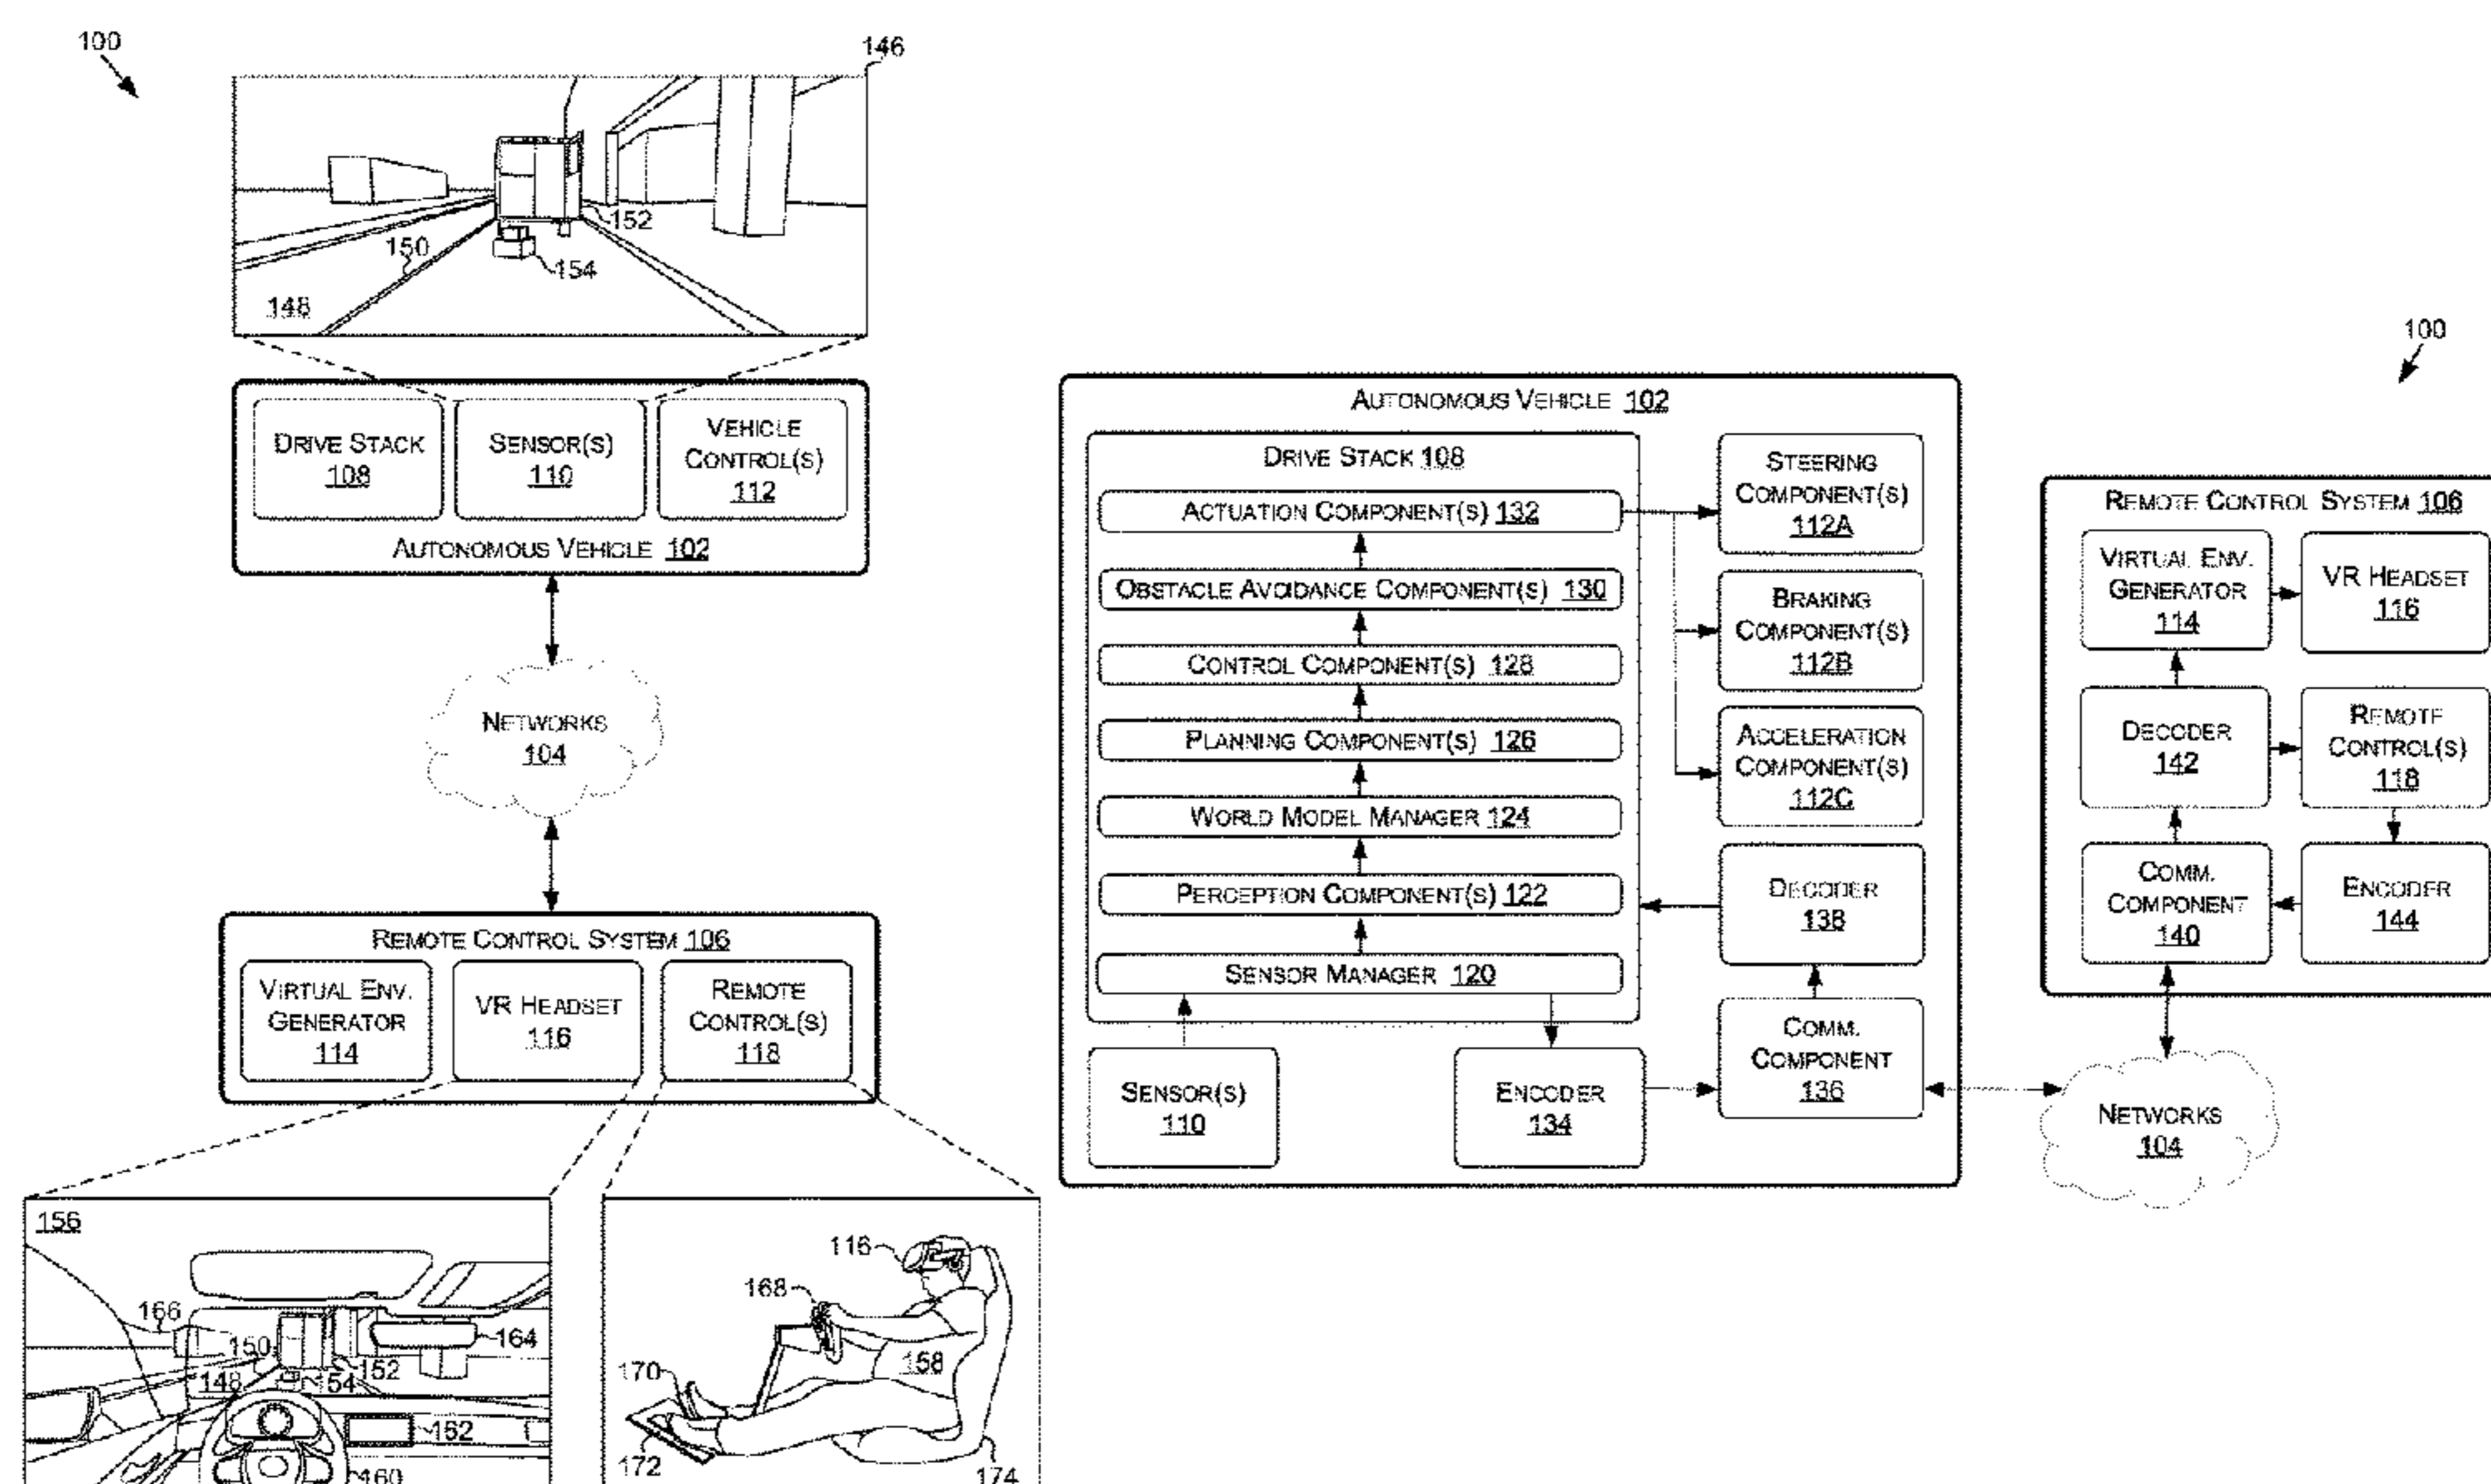 100
146
152
150
154
148
DRIVE STACK
108
SENSOR(S)
110
VEHICLE
CONTROL(S)
112
AUTONOMOUS VEHICLE 102
NETWORKS
104
REMOTE CONTROL SYSTEM 106
VIRTUAL ENV.
GENERATOR
114
VR HEADSET
116
REMOTE
CONTROL(S)
118
156
166
164
150
152
148
154
162
160
116
168
158
170
172
174
AUTONOMOUS VEHICLE 102
DRIVE STACK 108
ACTUATION COMPONENT(S) 132
OBSTACLE AVOIDANCE COMPONENT(S) 130
CONTROL COMPONENT(S) 128
PLANNING COMPONENT(S) 126
WORLD MODEL MANAGER 124
PERCEPTION COMPONENT(S) 122
SENSOR MANAGER 120
STEERING
COMPONENT(S)
112A
BRAKING
COMPONENT(S)
112B
ACCELERATION
COMPONENT(S)
112C
DECODER
138
COMM.
COMPONENT
136
SENSOR(S)
110
ENCODER
134
100
REMOTE CONTROL SYSTEM 106
VIRTUAL ENV.
GENERATOR
114
VR HEADSET
116
DECODER
142
REMOTE
CONTROL(S)
118
COMM.
COMPONENT
140
ENCODER
144
NETWORKS
104